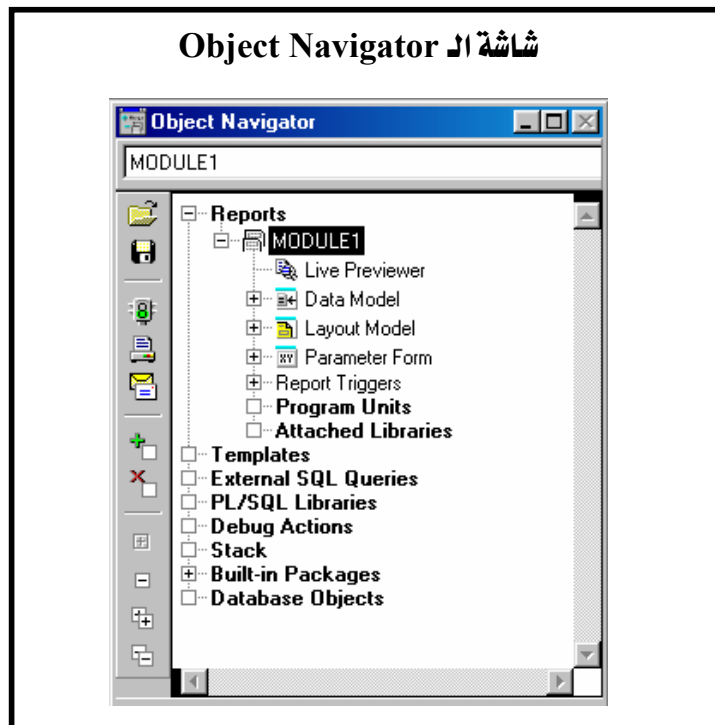 شاشة الـ Object Navigator
Object Navigator
MODULE1
Reports
MODULE1
Live Previewer
Data Model
Layout Model
Parameter Form
Report Triggers
Program Units
Attached Libraries
Templates
External SQL Queries
PL/SQL Libraries
Debug Actions
Stack
Built-in Packages
Database Objects